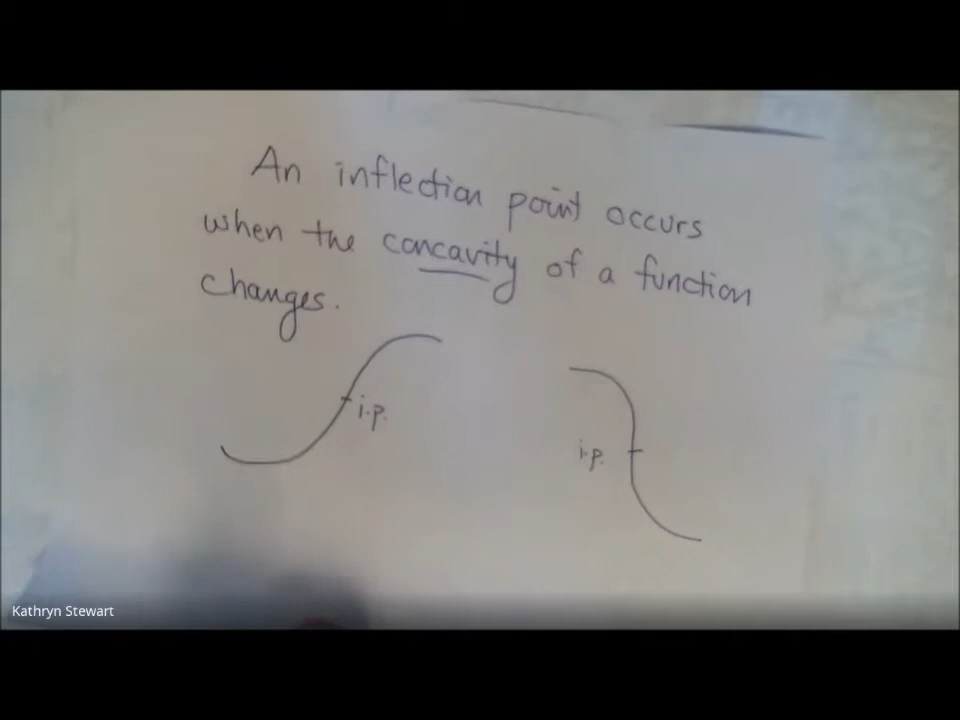 An inflection point occurs
when the concavity of a function
changes.
i.p.
i.p.
Kathryn Stewart